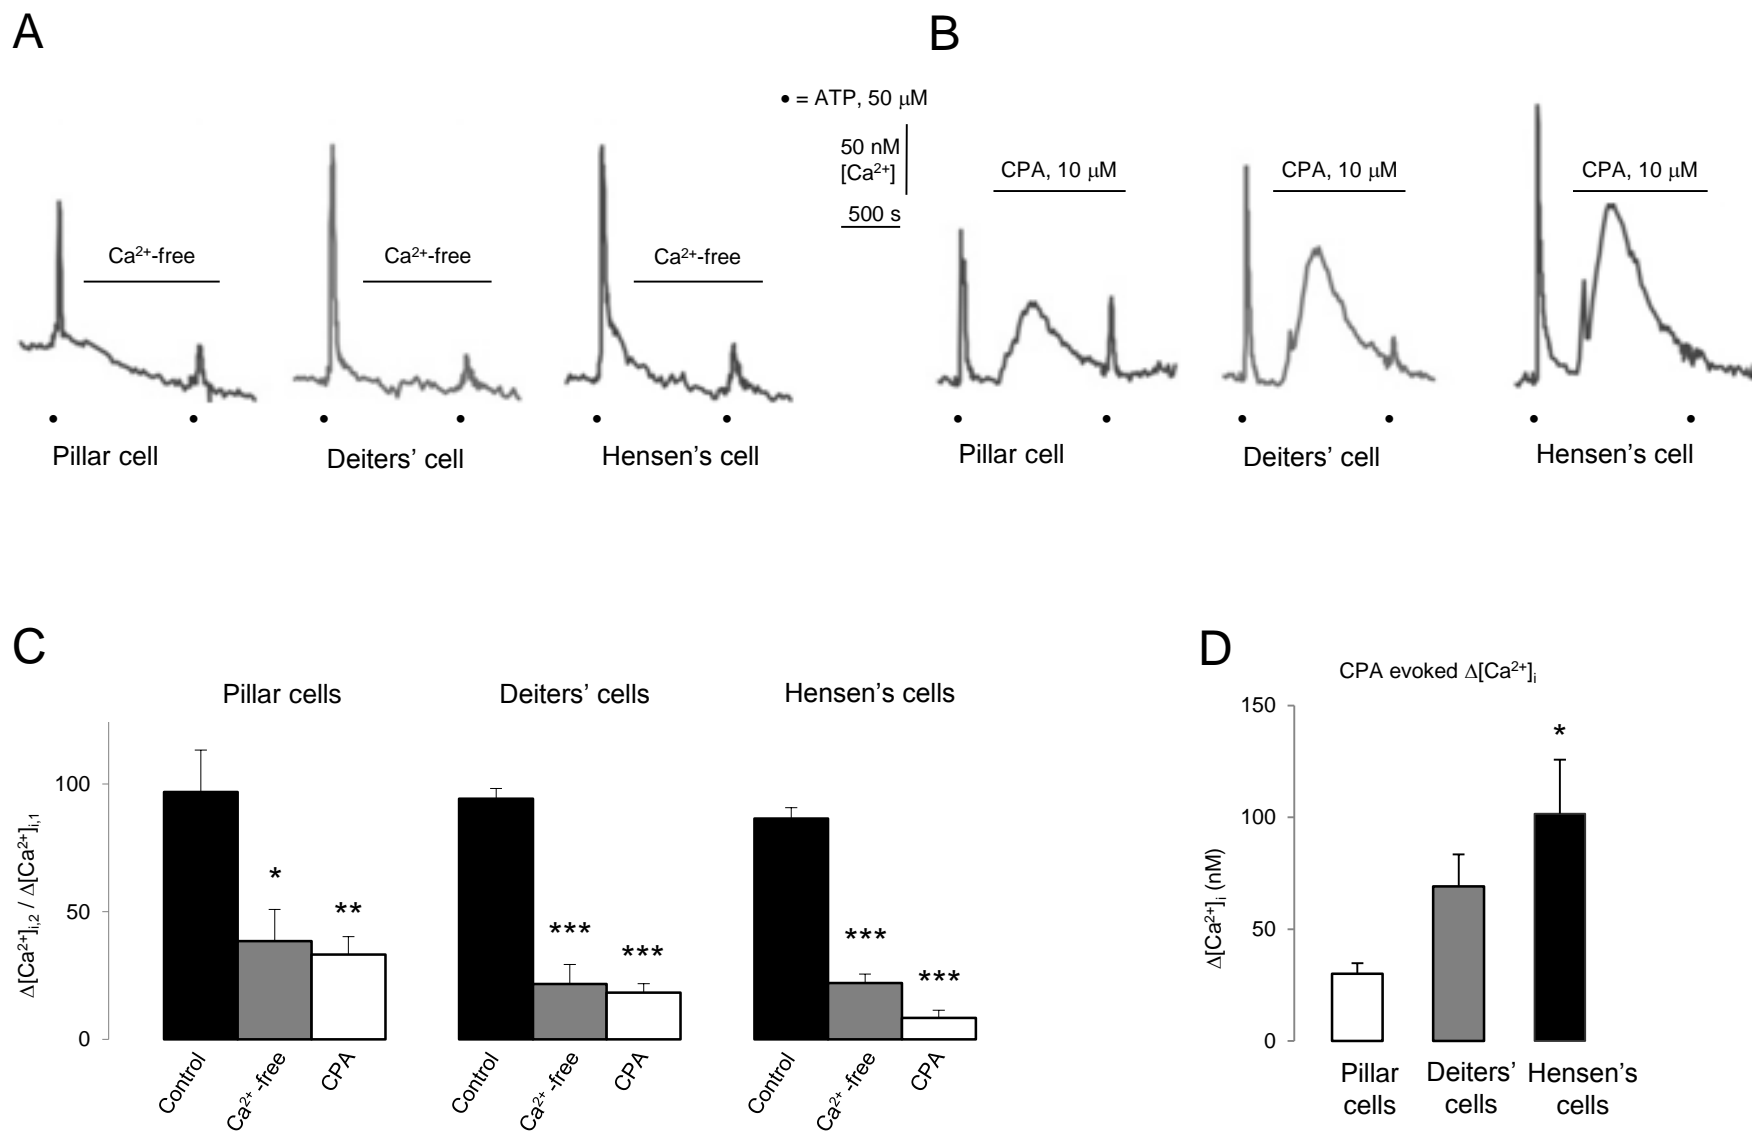 A
B
• = ATP, 50 μM
50 nM
[Ca²⁺]
500 s
Ca²⁺-free
Ca²⁺-free
Ca²⁺-free
CPA, 10 μM
CPA, 10 μM
CPA, 10 μM
Pillar cell
Deiters’ cell
Hensen’s cell
Pillar cell
Deiters’ cell
Hensen’s cell
C
Pillar cells
Deiters’ cells
Hensen’s cells
Δ[Ca²⁺]i,2 / Δ[Ca²⁺]i,1
100
50
0
*
**
***
***
***
***
Control
Ca²⁺-free
CPA
Control
Ca²⁺-free
CPA
Control
Ca²⁺-free
CPA
D
CPA evoked Δ[Ca²⁺]i
Δ[Ca²⁺]i (nM)
150
100
50
0
*
Pillar
cells
Deiters’
cells
Hensen’s
cells